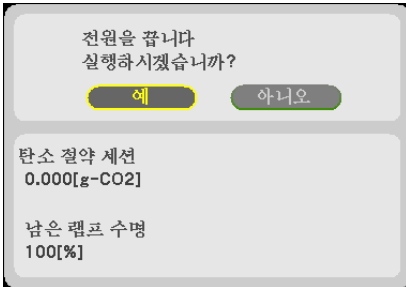 전원을 끕니다
실행하시겠습니까?
예 아니오
탄소 절약 세션
0.000[g-CO2]
남은 램프 수명
100[%]